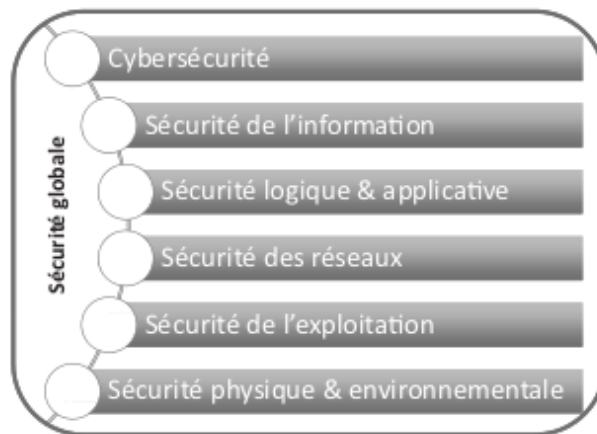 Sécurité globale
Cybersécurité
Sécurité de l'information
Sécurité logique & applicative
Sécurité des réseaux
Sécurité de l'exploitation
Sécurité physique & environnementale